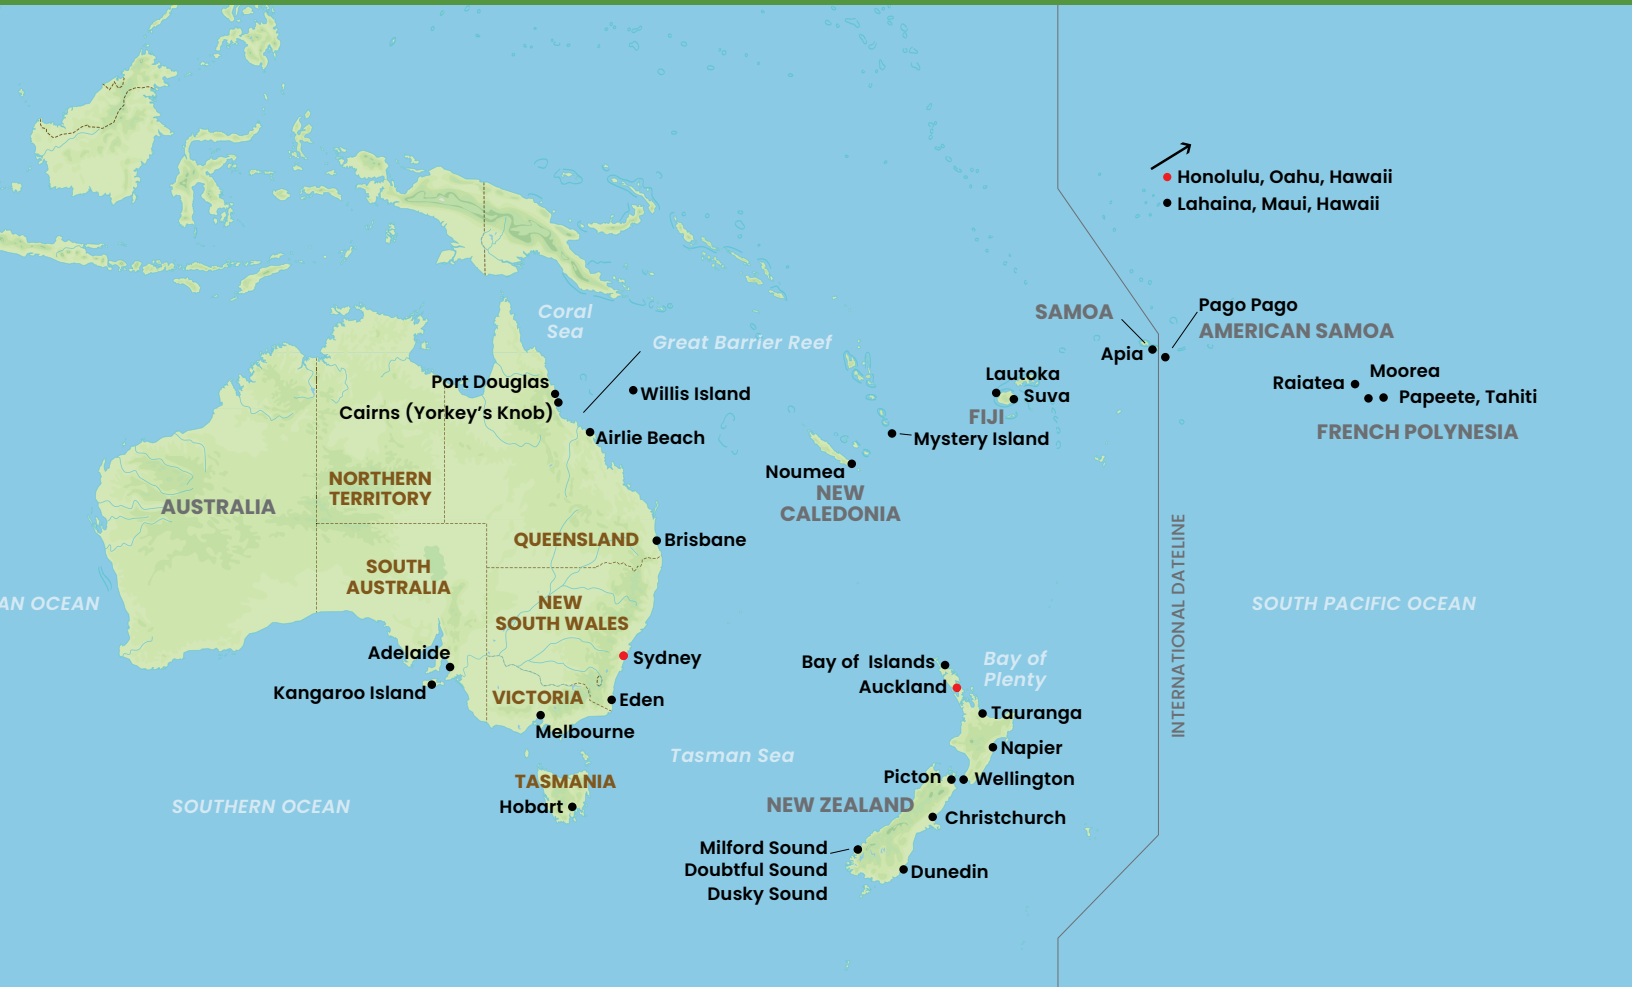 Honolulu, Oahu, Hawaii
Lahaina, Maui, Hawaii
Coral
Sea
Great Barrier Reef
SAMOA
Pago Pago
AMERICAN SAMOA
Apia
Port Douglas
Cairns (Yorkey's Knob)
Willis Island
Airlie Beach
Lautoka
Suva
FIJI
Mystery Island
Raiatea
Moorea
Papeete, Tahiti
FRENCH POLYNESIA
Noumea
NEW
CALEDONIA
NORTHERN
TERRITORY
AUSTRALIA
QUEENSLAND
Brisbane
SOUTH
AUSTRALIA
AN OCEAN
NEW
SOUTH WALES
INTERNATIONAL DATELINE
SOUTH PACIFIC OCEAN
Adelaide
Sydney
Kangaroo Island
VICTORIA
Eden
Melbourne
Bay of Islands
Auckland
Bay of
Plenty
Tauranga
Napier
Tasman Sea
TASMANIA
Hobart
SOUTHERN OCEAN
Picton
Wellington
NEW ZEALAND
Christchurch
Milford Sound
Doubtful Sound
Dusky Sound
Dunedin